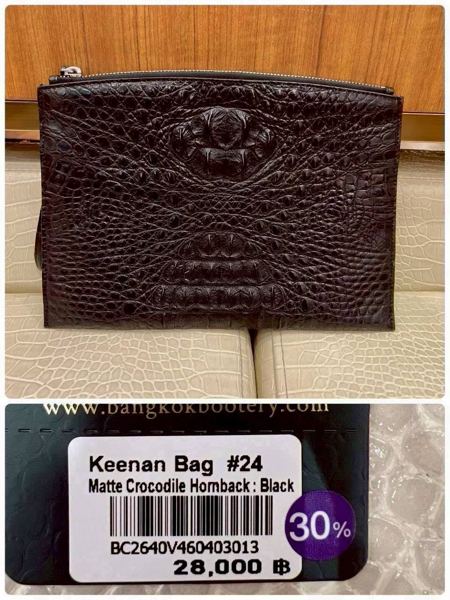 www.bangkokbootery.com
Keenan Bag #24
Matte Crocodile Hornback : Black
30%
BC2640V460403013
28,000 ฿